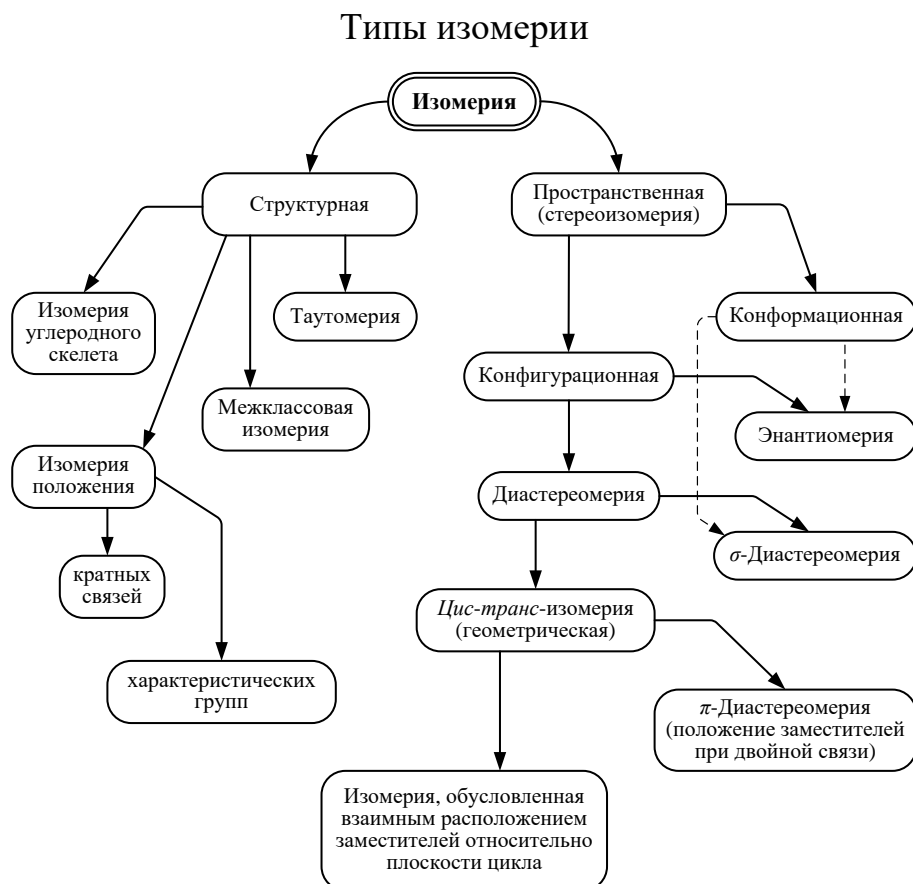 Типы изомерии
Изомерия
Структурная
Пространственная
(стереоизомерия)
Изомерия
углеродного
скелета
Таутомерия
Конформационная
Межклассовая
изомерия
Конфигурационная
Энантиомерия
Изомерия
положения
Диастереомерия
σ-Диастереомерия
кратных
связей
Цис-транс-изомерия
(геометрическая)
характеристических
групп
π-Диастереомерия
(положение заместителей
при двойной связи)
Изомерия, обусловленная
взаимным расположением
заместителей относительно
плоскости цикла